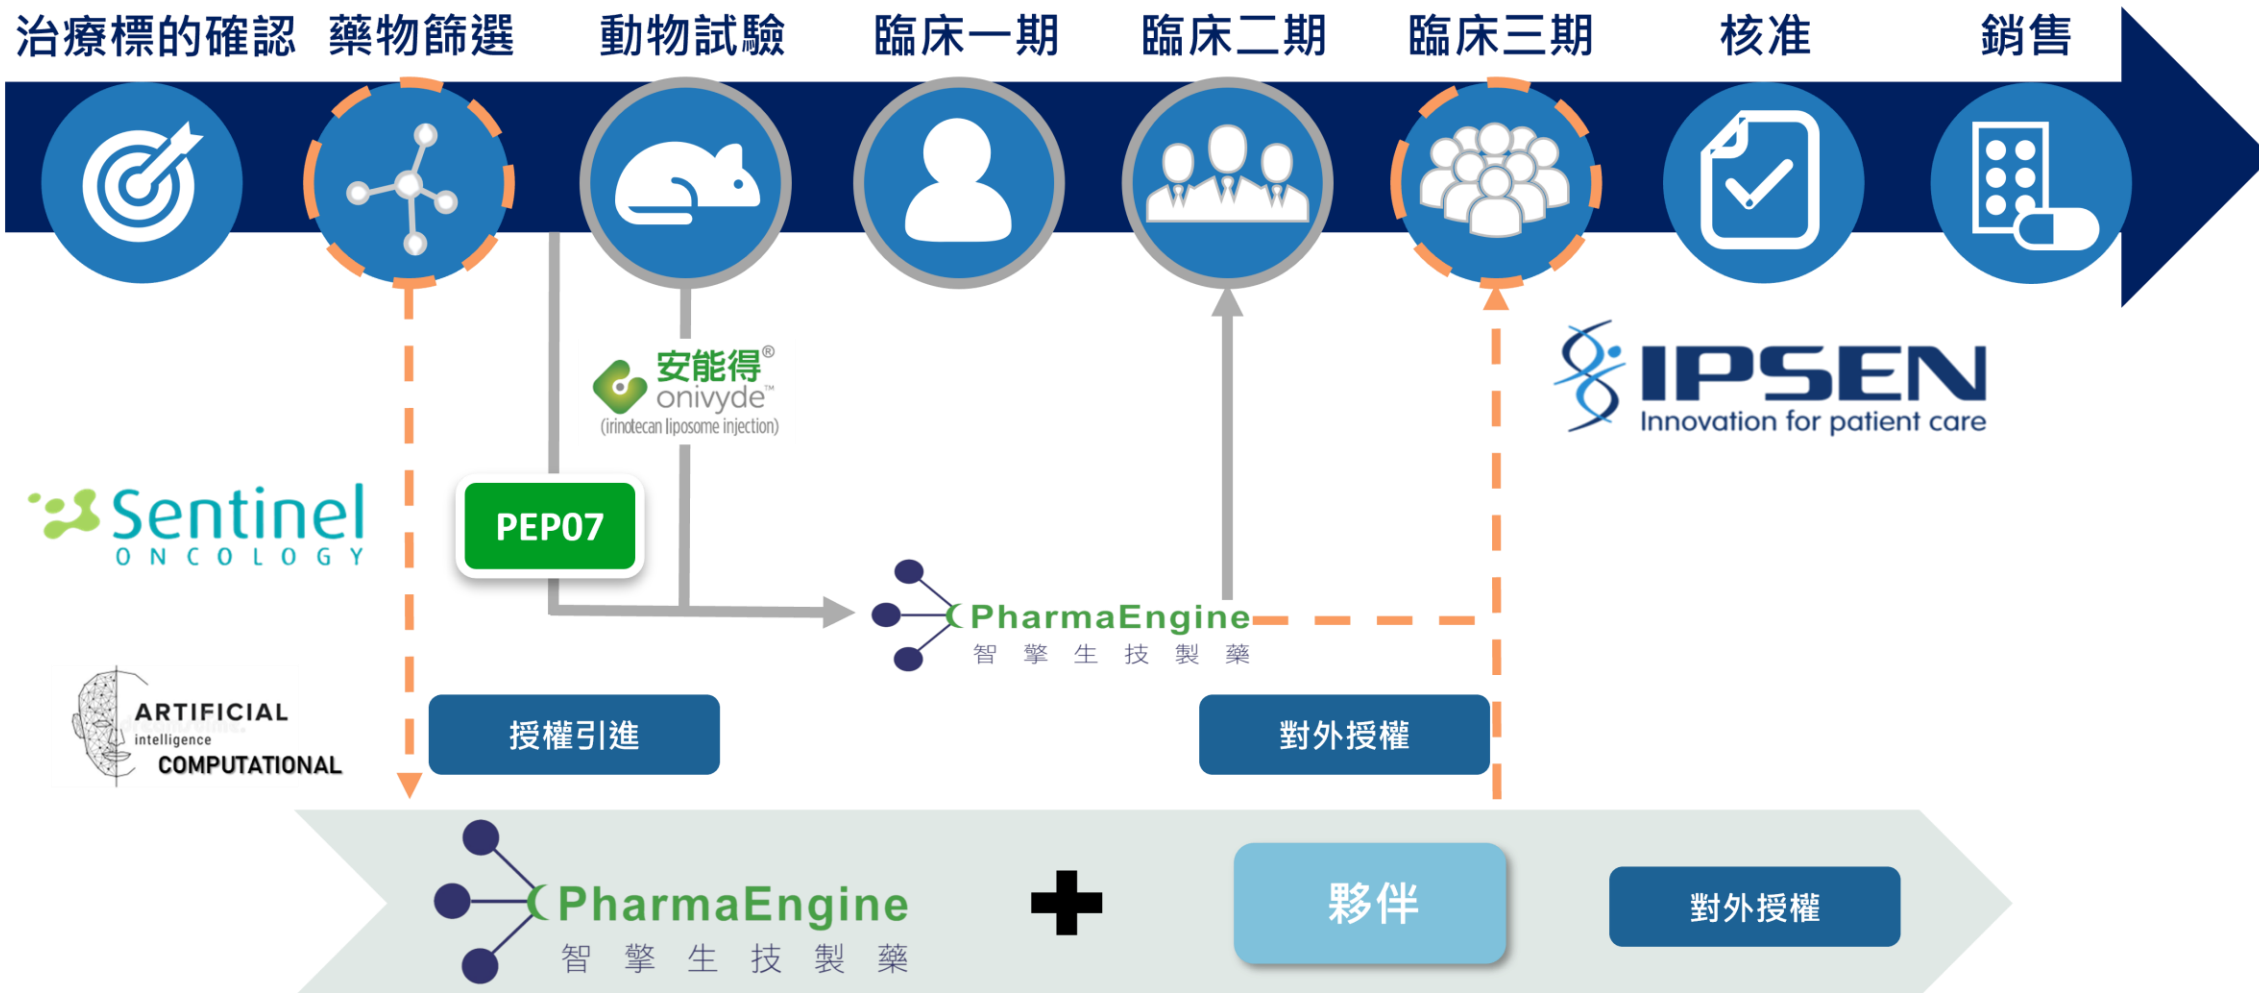 治療標的確認 藥物篩選 動物試驗 臨床一期 臨床二期 臨床三期 核准 銷售
安能得®
onivyde™
(irinotecan liposome injection)
IPSEN
Innovation for patient care
Sentinel
ONCOLOGY
PEP07
PharmaEngine
智擎生技製藥
ARTIFICIAL
intelligence
COMPUTATIONAL
授權引進
對外授權
PharmaEngine
智擎生技製藥
夥伴
對外授權